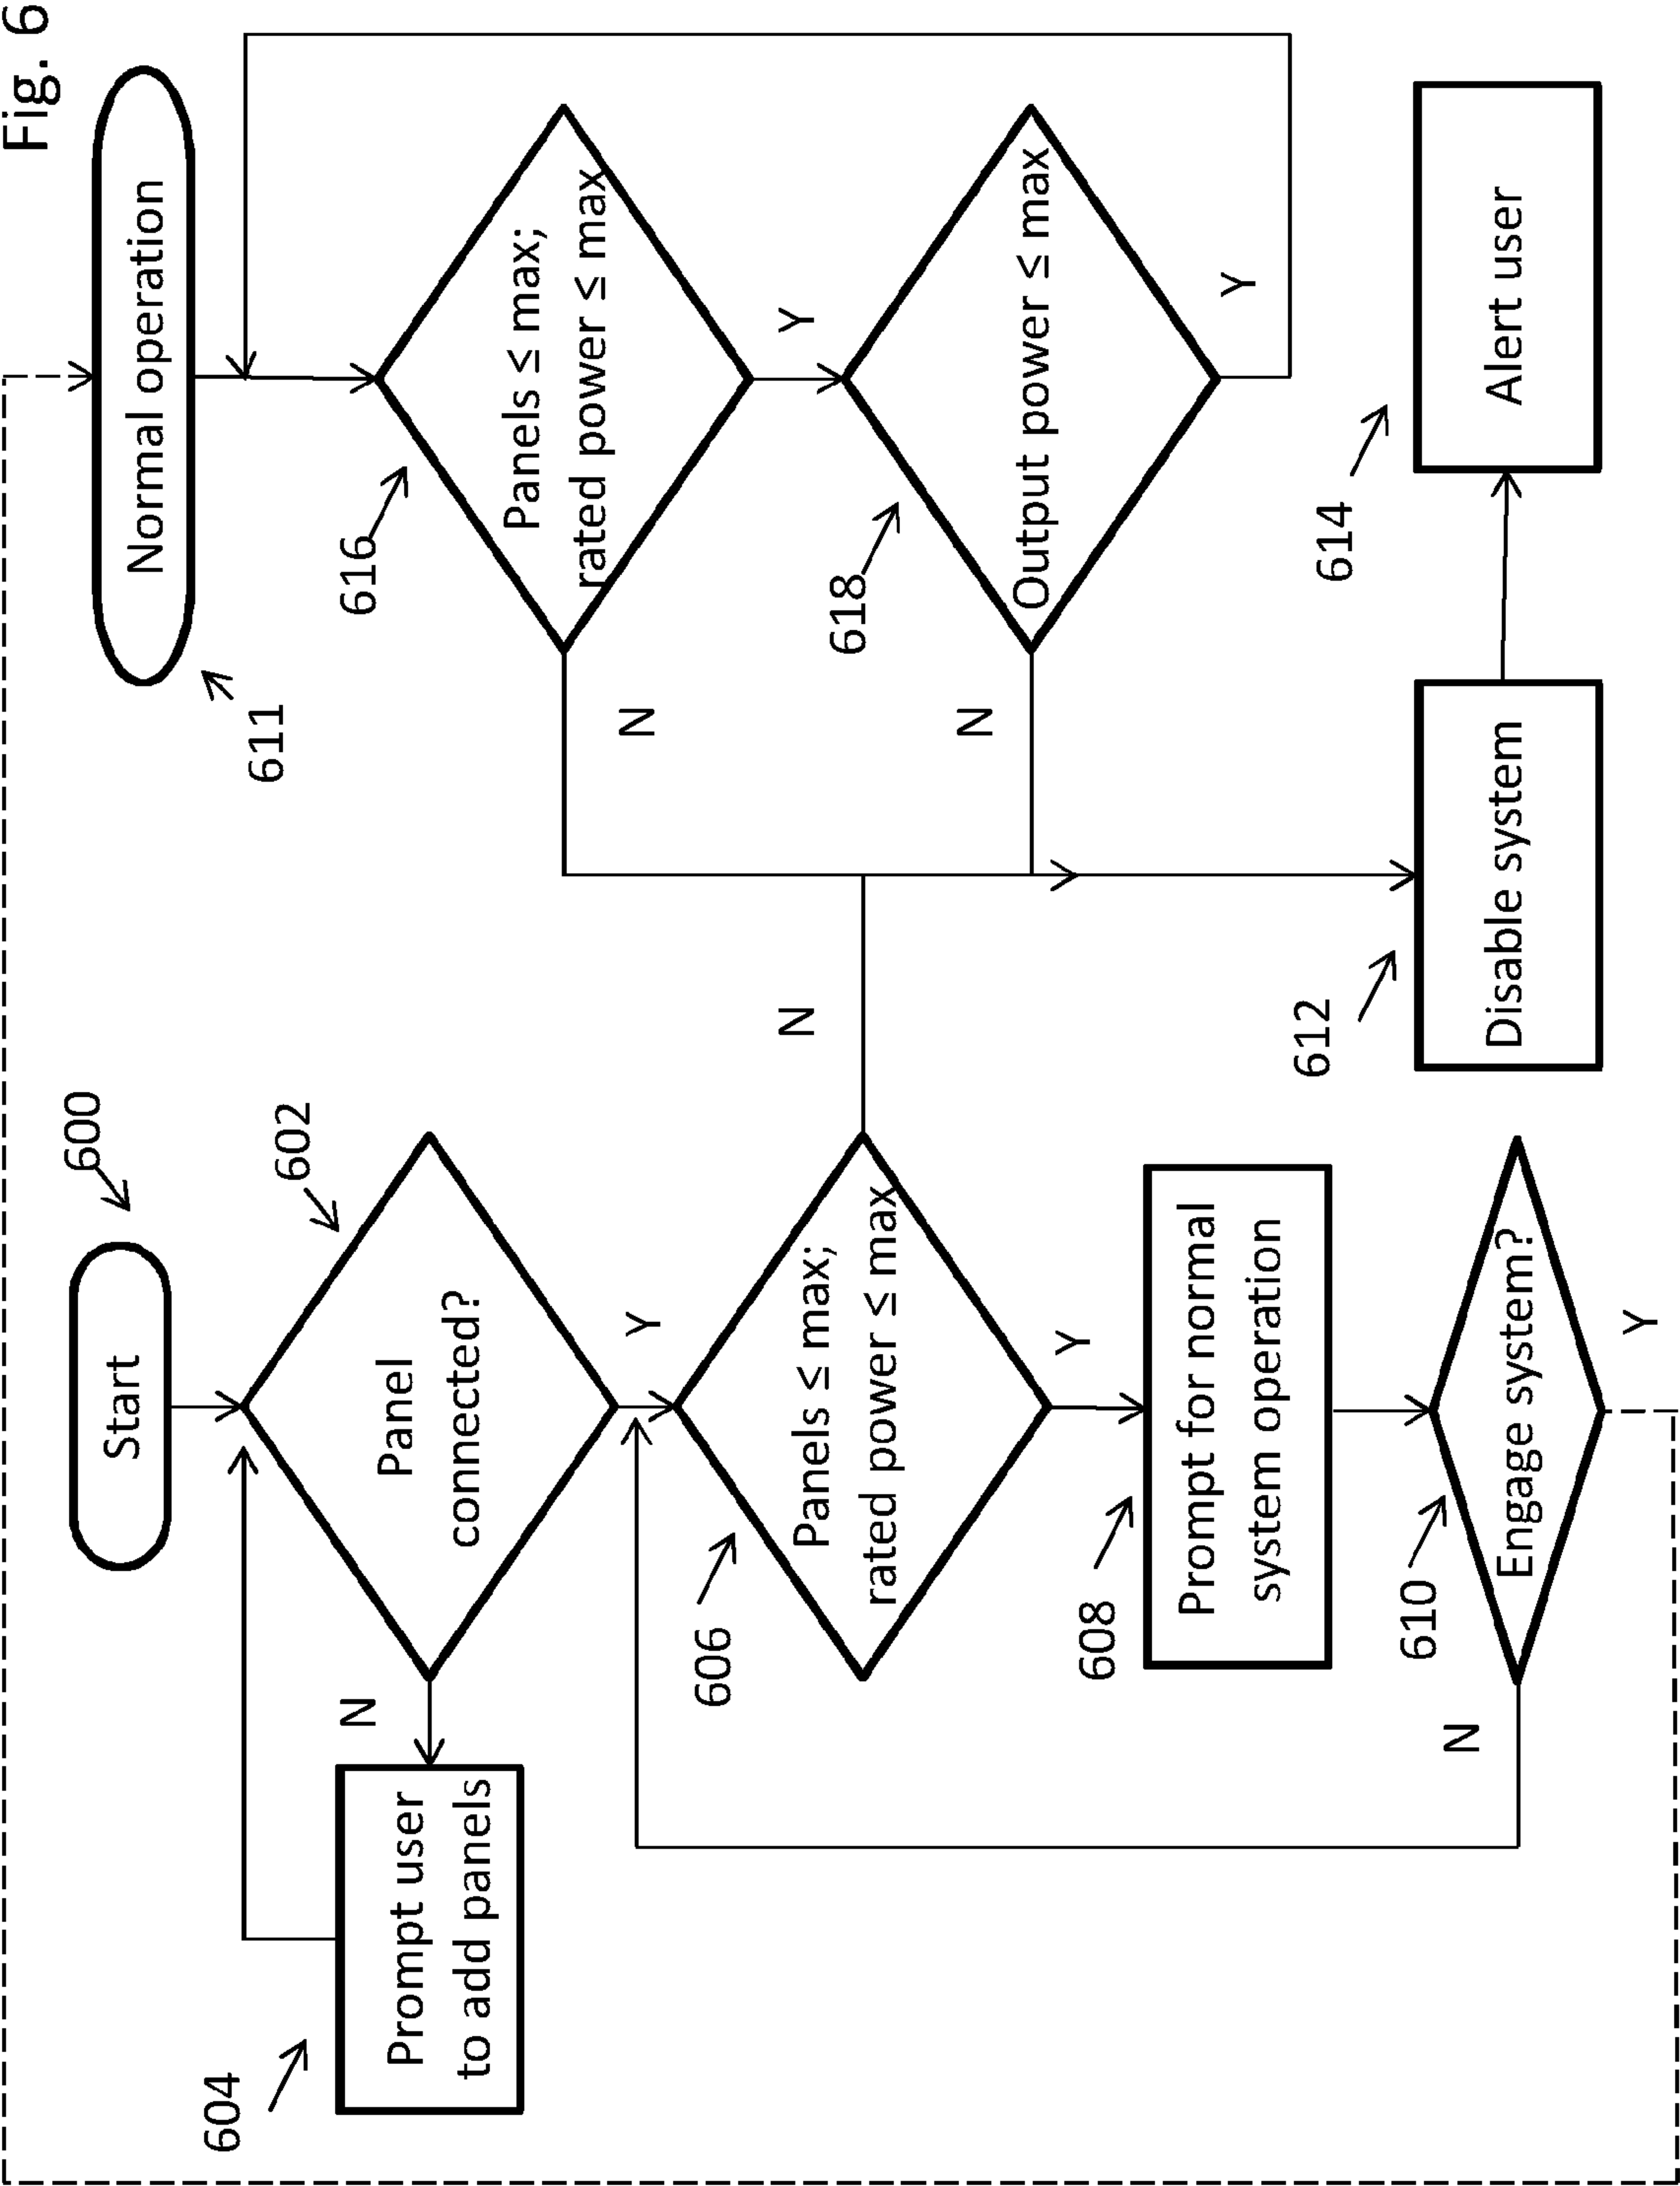 Fig. 6
600
Start
602
Panel
connected?
N
604
Prompt user
to add panels
Y
606
Panels ≤ max;
rated power ≤ max
N
Y
608
Prompt for normal
system operation
610
Engage system?
N
Y
611
Normal operation
616
Panels ≤ max;
rated power ≤ max
N
Y
618
Output power ≤ max
N
Y
612
Disable system
614
Alert user